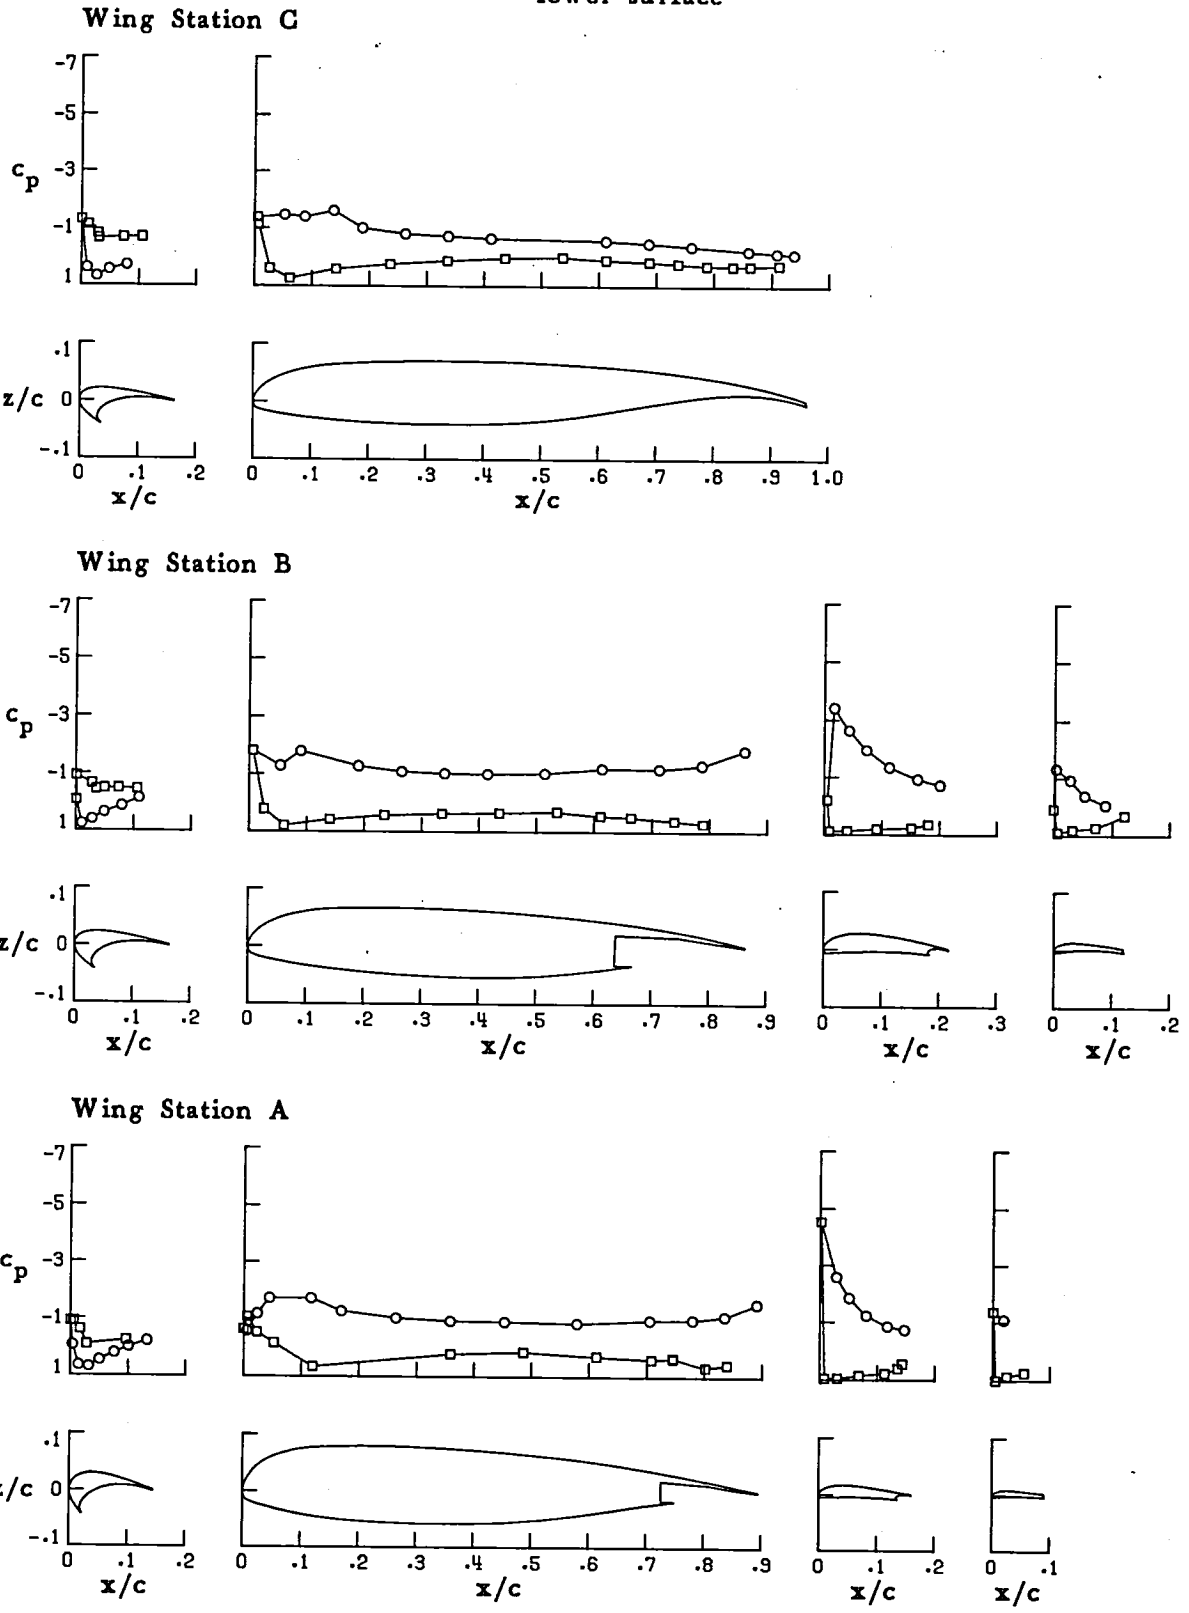 lower surface
Wing Station C
-7
-5
c_p -3
-1
1
.1
z/c 0
-.1
0 .1 .2 0 .1 .2 .3 .4 .5 .6 .7 .8 .9 1.0
x/c x/c
Wing Station B
-7
-5
c_p -3
-1
1
.1
z/c 0
-.1
0 .1 .2 0 .1 .2 .3 .4 .5 .6 .7 .8 .9 0 .1 .2 .3 0 .1 .2
x/c x/c x/c x/c
Wing Station A
-7
-5
c_p -3
-1
1
.1
z/c 0
-.1
0 .1 .2 0 .1 .2 .3 .4 .5 .6 .7 .8 .9 0 .1 .2 0 .1
x/c x/c x/c x/c